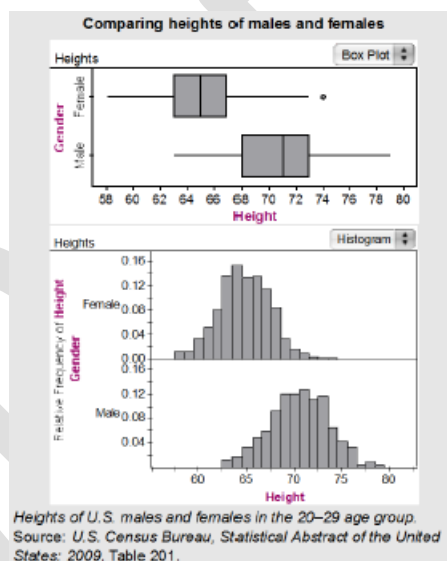 Comparing heights of males and females
Heights
Box Plot
Gender
Female
Male
58 60 62 64 66 68 70 72 74 76 78 80
Height
Heights
Histogram
Relative Frequency of Height
Gender
Female
0.16
0.12
0.08
0.04
0.00
Male
0.16
0.12
0.08
0.04
60 65 70 75 80
Height
Heights of U.S. males and females in the 20–29 age group.
Source: U.S. Census Bureau, Statistical Abstract of the United
States: 2009, Table 201.